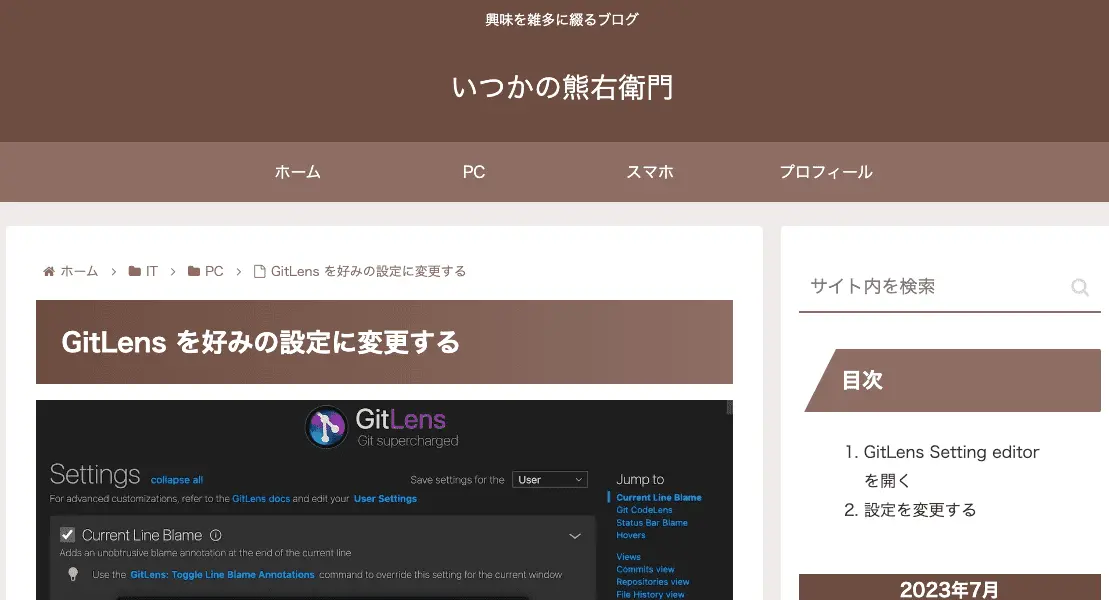 興味を雑多に綴るブログ
いつかの熊右衛門
ホーム PC スマホ プロフィール
ホーム IT PC GitLens を好みの設定に変更する
GitLens を好みの設定に変更する
GitLens
Git supercharged
Settings collapse all
Save settings for the User
For advanced customizations, refer to the GitLens docs and edit your User Settings
Current Line Blame
Adds an unobtrusive blame annotation at the end of the current line
Use the GitLens: Toggle Line Blame Annotations command to override this setting for the current window
Jump to
Current Line Blame
Git CodeLens
Status Bar Blame
Hovers
Views
Commits view
Repositories view
File History view
サイト内を検索
目次
1. GitLens Setting editor
を開く
2. 設定を変更する
2023年7月